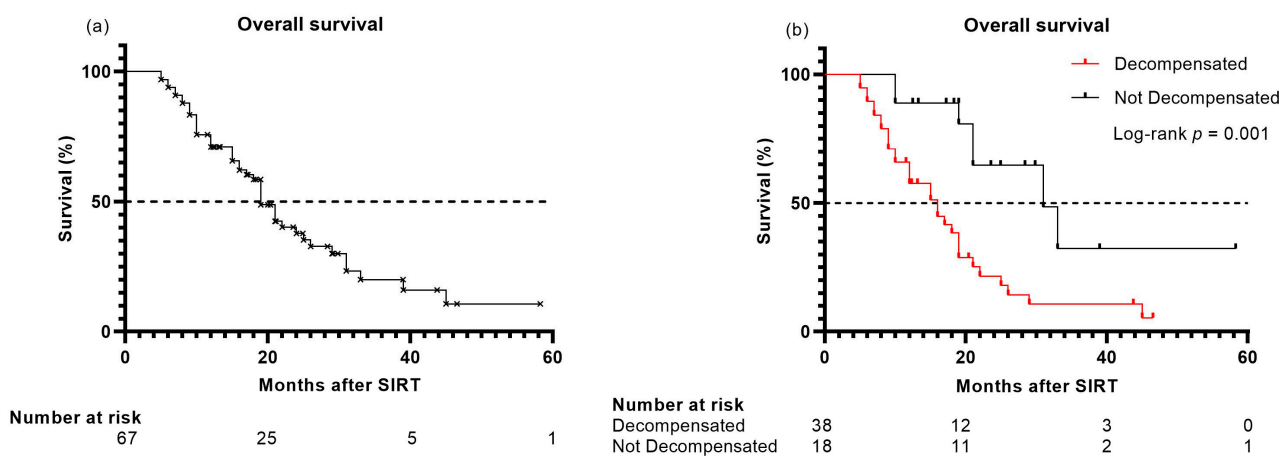 (a)
Overall survival
100
50
0
Survival (%)
0 20 40 60
Months after SIRT
Number at risk
67 25 5 1
(b)
Overall survival
Decompensated
Not Decompensated
Log-rank p = 0.001
100
50
0
Survival (%)
0 20 40 60
Months after SIRT
Number at risk
Decompensated 38 12 3 0
Not Decompensated 18 11 2 1